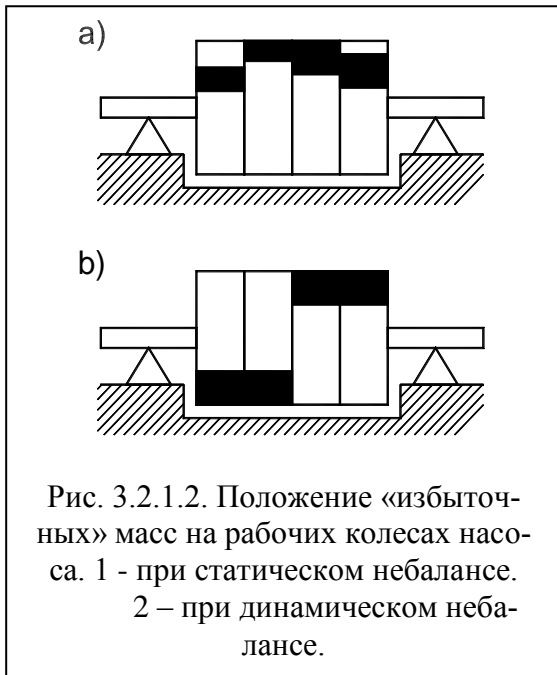 a)
b)
Рис. 3.2.1.2. Положение «избыточ-
ных» масс на рабочих колесах насо-
са. 1 - при статическом небалансе.
2 – при динамическом неба-
лансе.